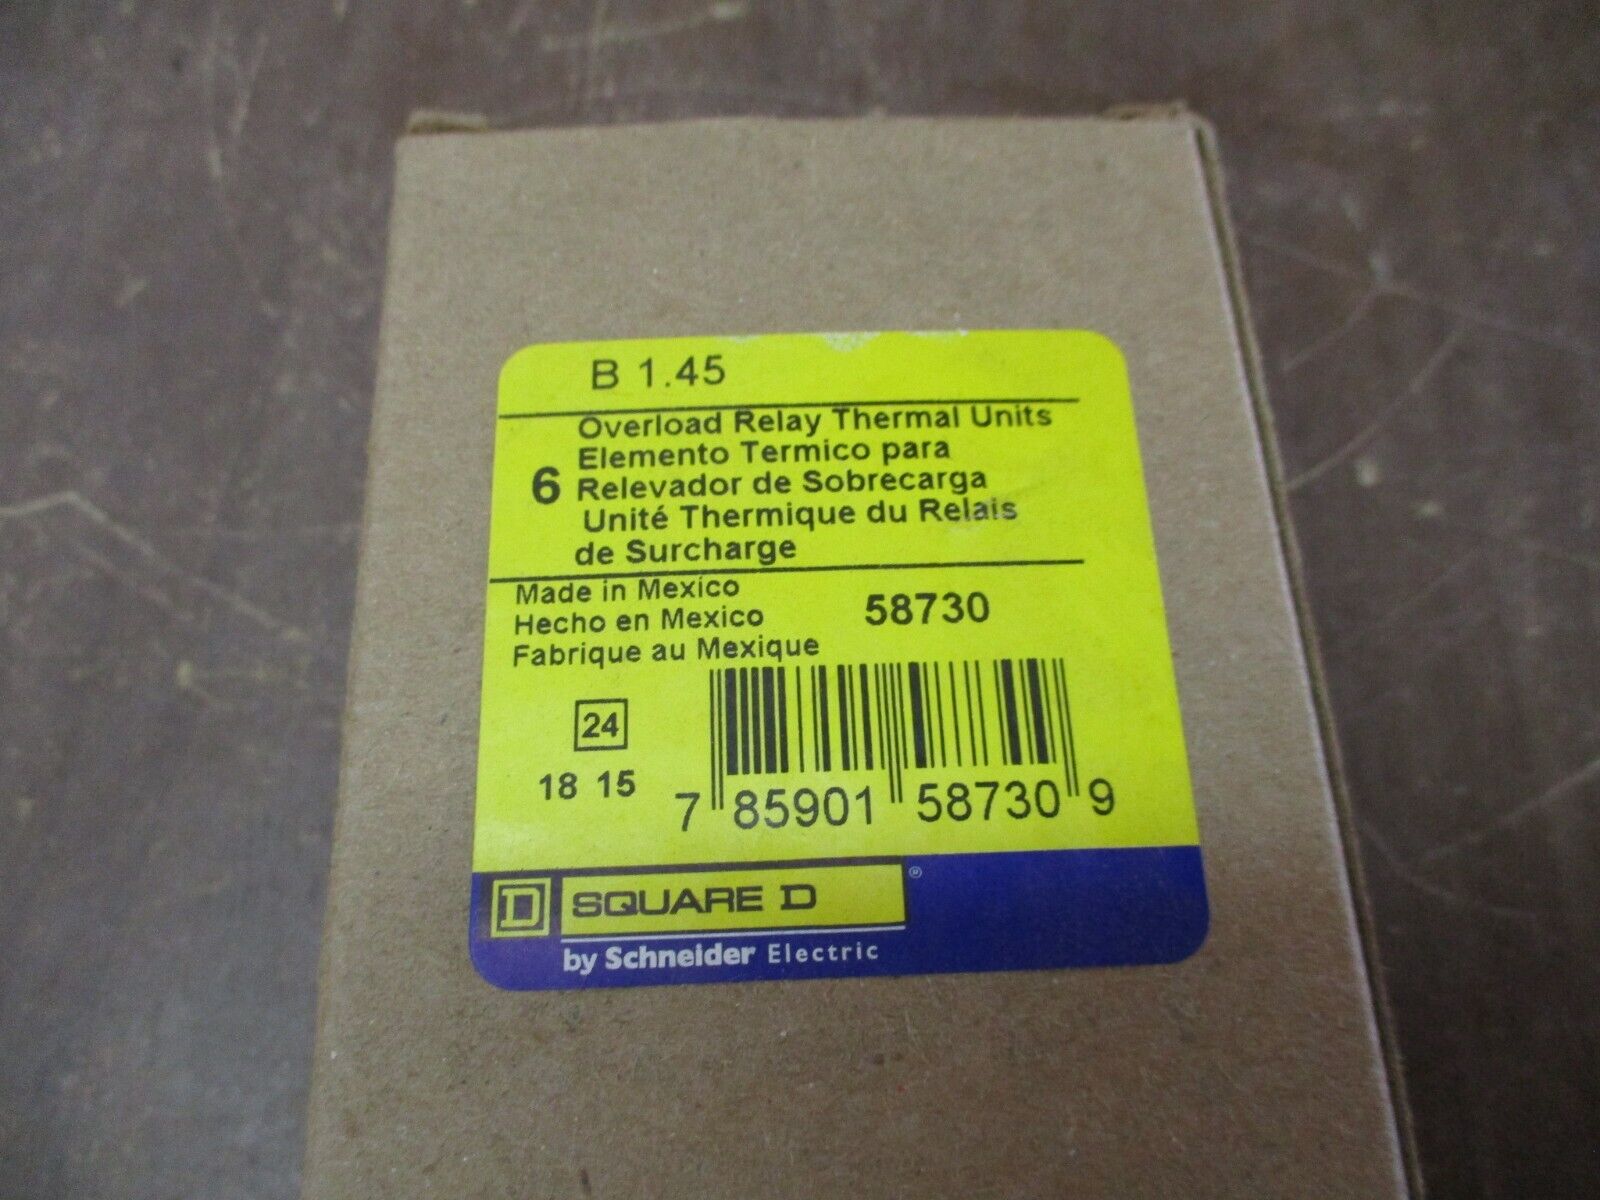 B 1.45
Overload Relay Thermal Units
Elemento Termico para
6 Relevador de Sobrecarga
Unité Thermique du Relais
de Surcharge
Made in Mexico
Hecho en Mexico 58730
Fabrique au Mexique
24
18 15
7 85901 58730 9
D SQUARE D ®
by Schneider Electric